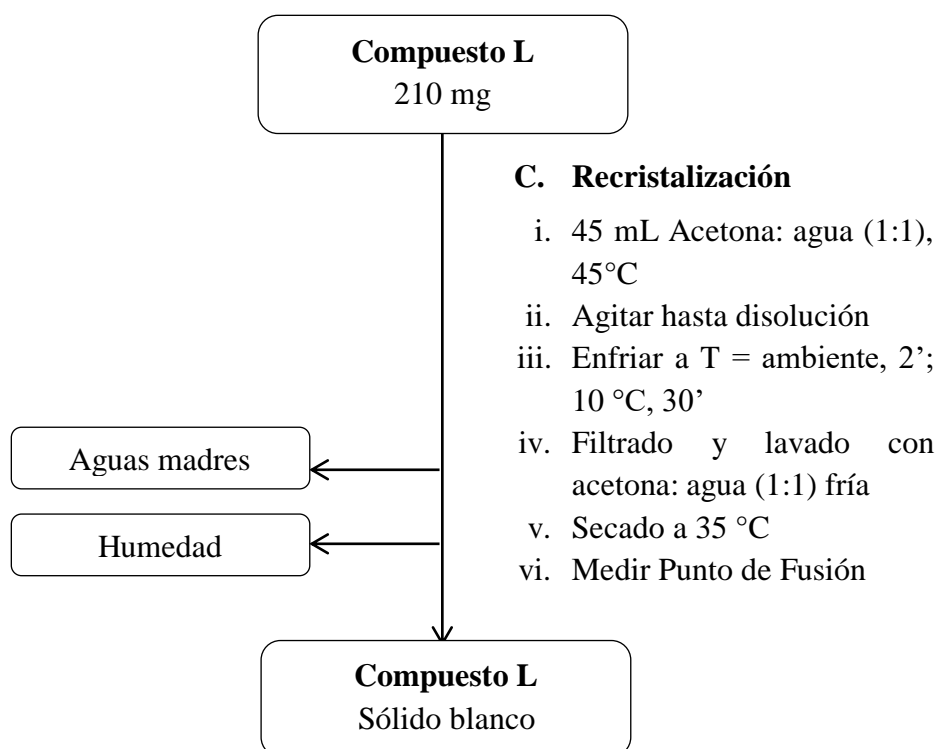 Compuesto L
210 mg
C. Recristalización
i. 45 mL Acetona: agua (1:1),
45°C
ii. Agitar hasta disolución
iii. Enfriar a T = ambiente, 2’;
10 °C, 30’
iv. Filtrado y lavado con
acetona: agua (1:1) fría
v. Secado a 35 °C
vi. Medir Punto de Fusión
Aguas madres
Humedad
Compuesto L
Sólido blanco